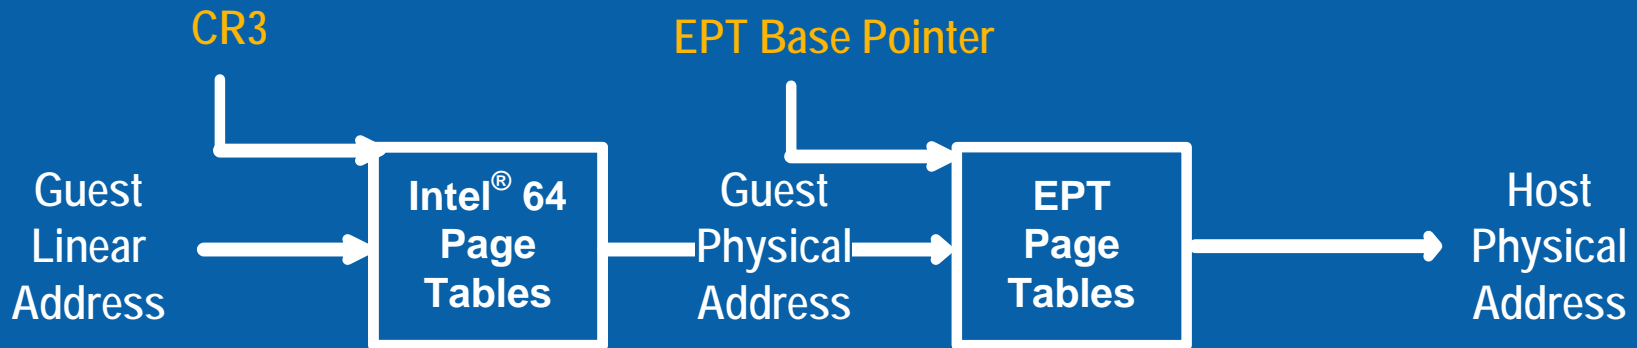 CR3
EPT Base Pointer
Guest
Linear
Address
Intel® 64
Page
Tables
Guest
Physical
Address
EPT
Page
Tables
Host
Physical
Address